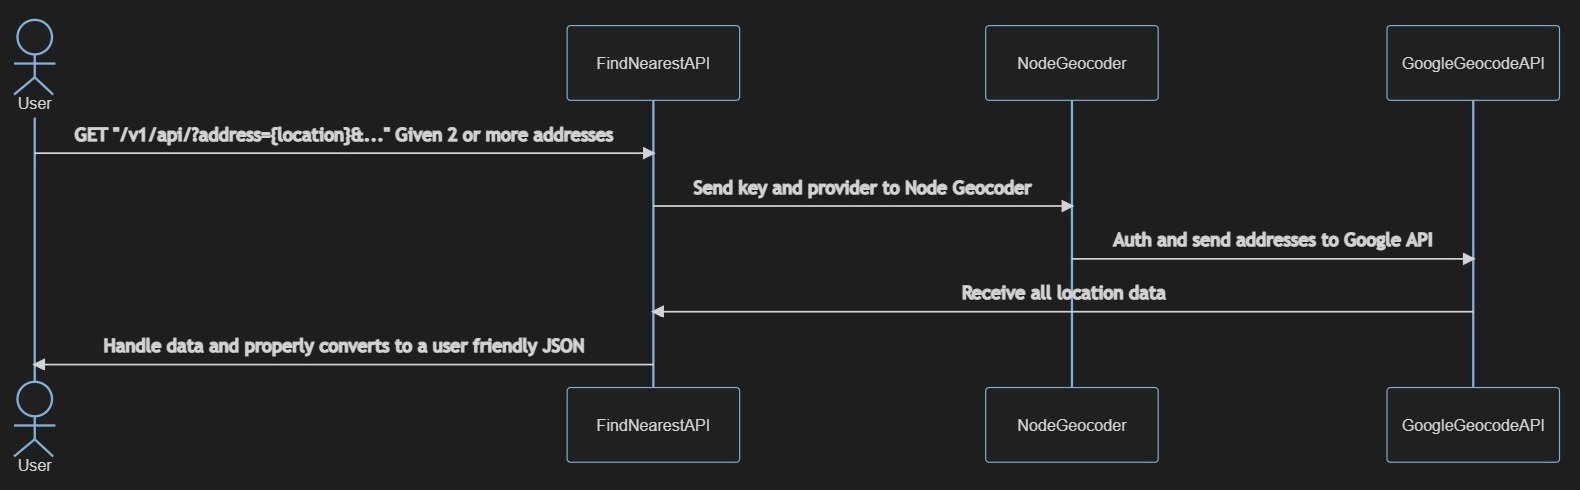 User
FindNearestAPI
NodeGeocoder
GoogleGeocodeAPI
GET "/v1/api/?address={location}&..." Given 2 or more addresses
Send key and provider to Node Geocoder
Auth and send addresses to Google API
Receive all location data
Handle data and properly converts to a user friendly JSON
User
FindNearestAPI
NodeGeocoder
GoogleGeocodeAPI